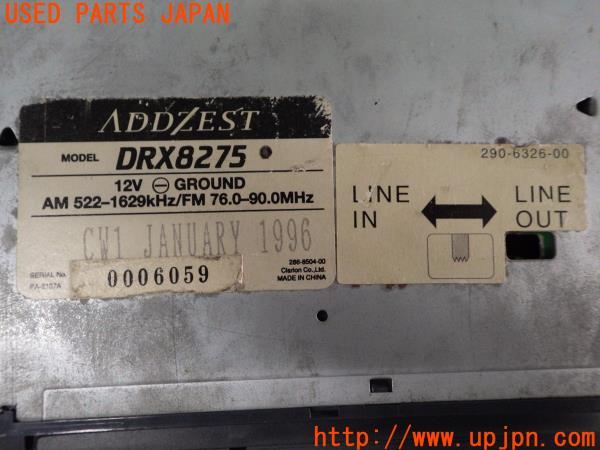 USED PARTS JAPAN
ADDZEST
MODEL DRX8275
12V ⊖ GROUND
AM 522–1629kHz/FM 76.0–90.0MHz
CW1 JANUARY 1996
286-8504-00
Clarion Co.,Ltd.
MADE IN CHINA
SERIAL No.
0006059
PA-2107A
290-6326-00
LINE IN
LINE OUT
UPJ
http://www.upjpn.com/